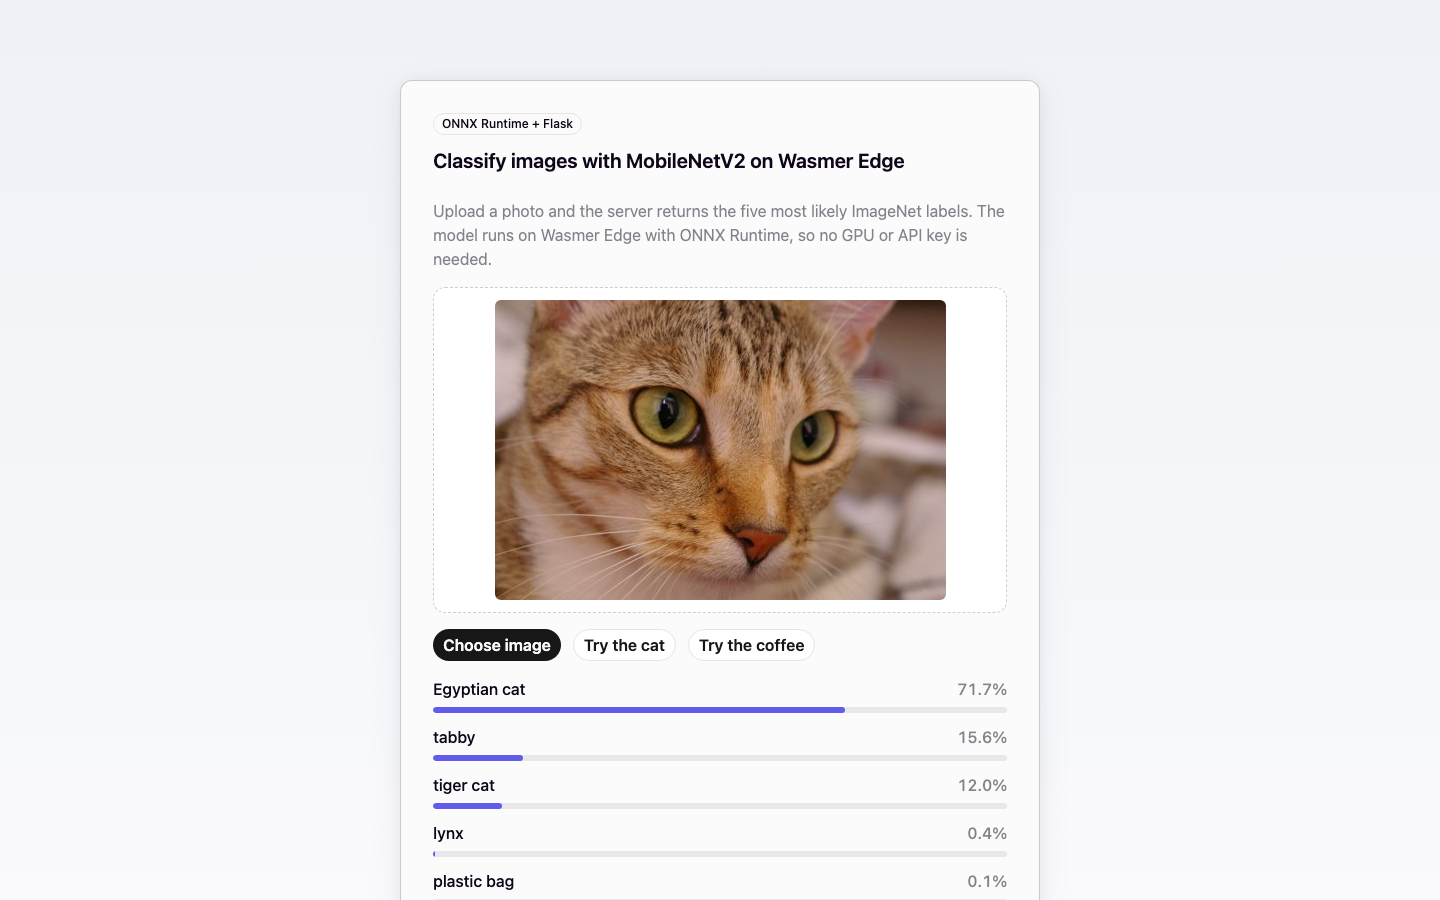 ONNX Runtime + Flask
Classify images with MobileNetV2 on Wasmer Edge
Upload a photo and the server returns the five most likely ImageNet labels. The
model runs on Wasmer Edge with ONNX Runtime, so no GPU or API key is
needed.
Choose image
Try the cat
Try the coffee
Egyptian cat 71.7%
tabby 15.6%
tiger cat 12.0%
lynx 0.4%
plastic bag 0.1%